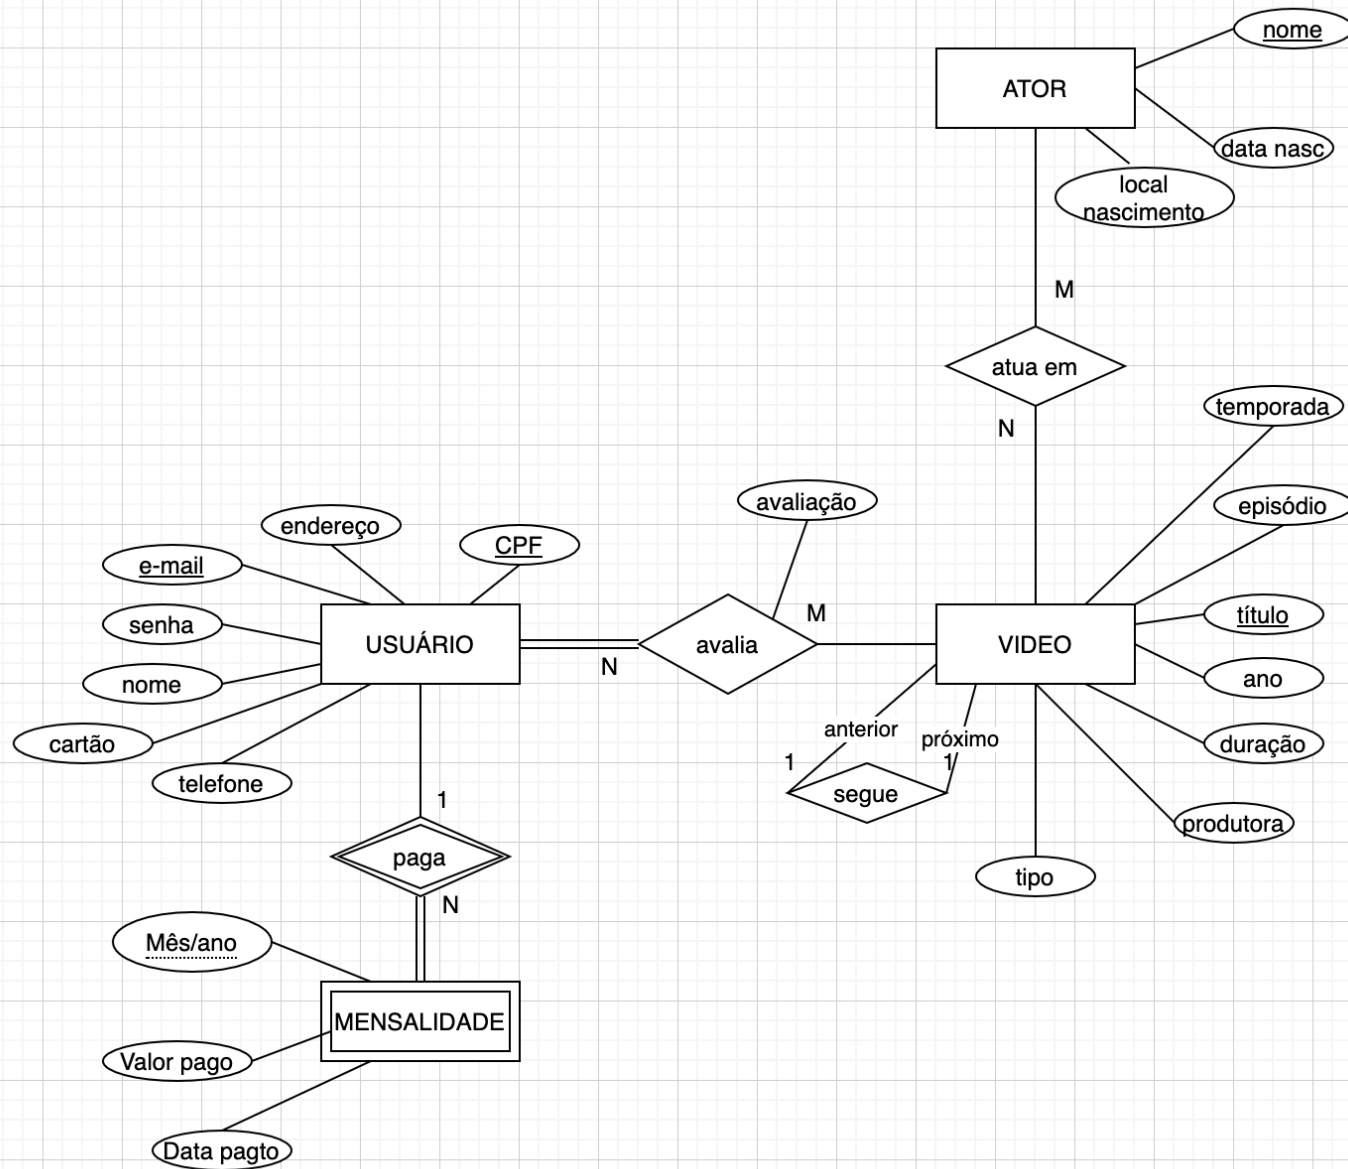 nome
ATOR
data nasc
local
nascimento
M
atua em
temporada
N
avaliação
episódio
endereço
CPF
e-mail
título
M
senha
USUÁRIO
avalia
VIDEO
N
nome
ano
anterior
próximo
cartão
duração
1
1
telefone
segue
1
produtora
paga
tipo
N
Mês/ano
MENSALIDADE
Valor pago
Data pagto